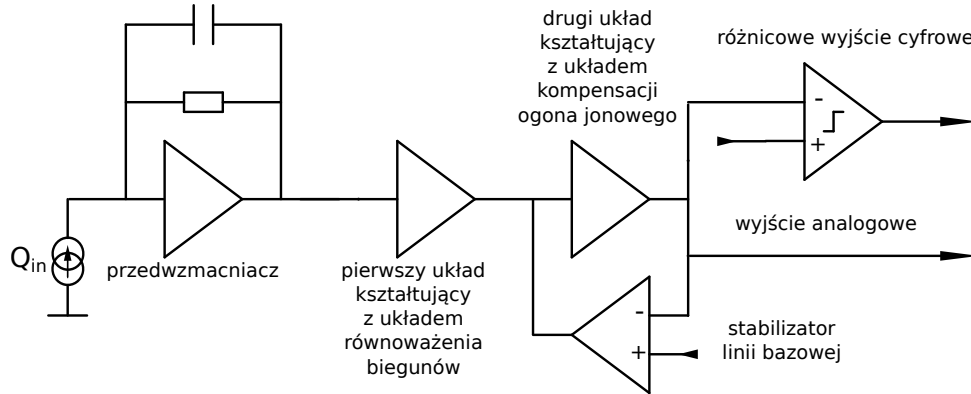 drugi układ
kształtujący
z układem
kompensacji
ogona jonowego
różnicowe wyjście cyfrowe
-
+
wyjście analogowe
Qin
przedwzmacniacz
pierwszy układ
kształtujący
z układem
równoważenia
biegunów
-
+
stabilizator
linii bazowej